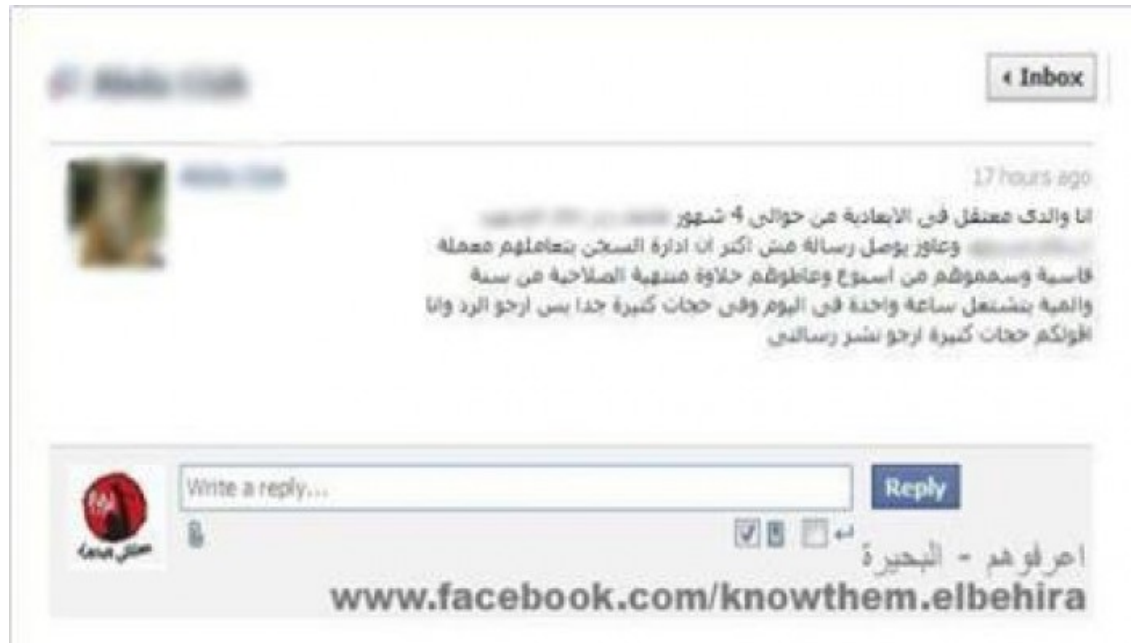 Inbox
17 hours ago
انا والدى معتقل فى الابعادية من حوالى 4 شهور
وعاوز يوصل رسالة مش اكتر ان ادارة السجن بتعاملهم معملة
قاسية وسمموهم من اسبوع وعاطوهم حلاوة منتهية الصلاحية من سنة
والمية بتشتغل ساعة واحدة فى اليوم وفى حجات كتيرة جدا بس ارجو الرد وانا
اقولكم حجات كتيرة ارجو نشر رسالتى
Write a reply...
Reply
اعرفوهم - البحيرة
www.facebook.com/knowthem.elbehira